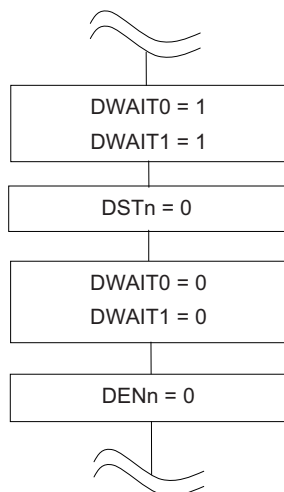 DWAIT0 = 1
DWAIT1 = 1
DSTn = 0
DWAIT0 = 0
DWAIT1 = 0
DENn = 0